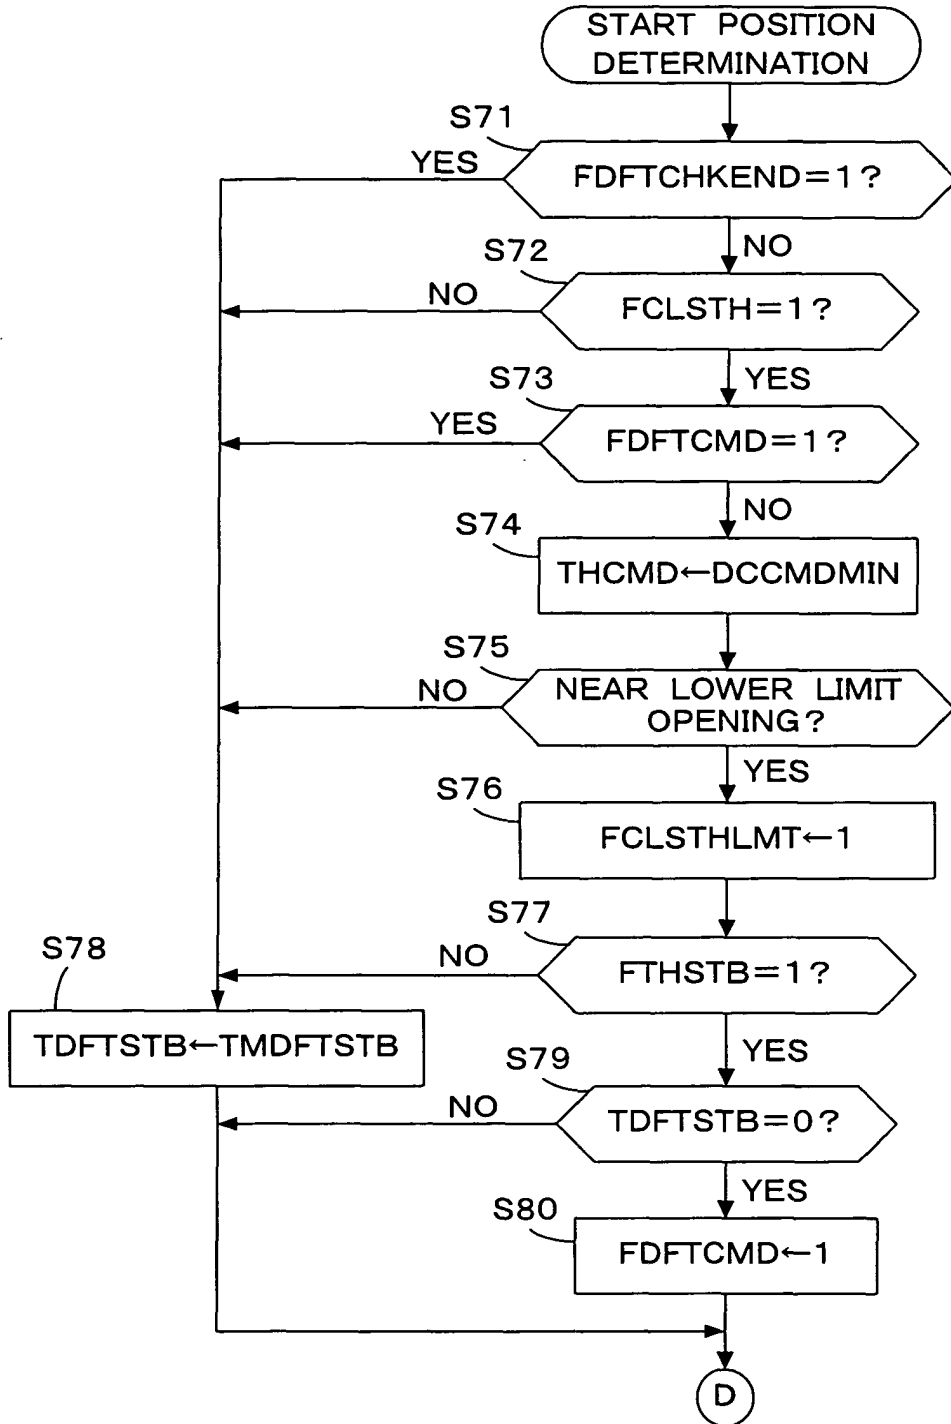 START POSITION
DETERMINATION
S71
YES
FDFTCHKEND=1?
NO
S72
NO
FCLSTH=1?
YES
S73
YES
FDFTCMD=1?
NO
S74
THCMD←DCCMDMIN
S75
NO
NEAR LOWER LIMIT
OPENING?
YES
S76
FCLSTHLMT←1
S77
NO
FTHSTB=1?
YES
S78
TDFTSTB←TMDFTSTB
S79
NO
TDFTSTB=0?
YES
S80
FDFTCMD←1
D